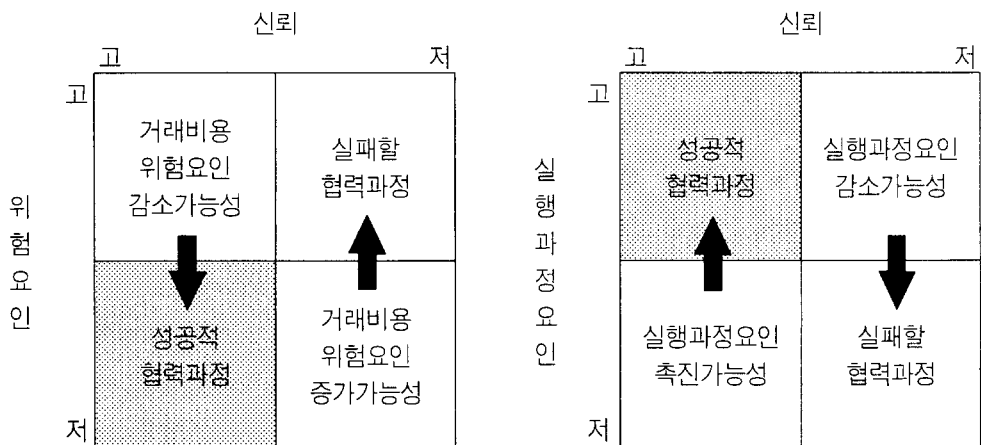 신뢰
고 저
고
거래비용
위험요인
감소가능성
실패할
협력과정
위험요인
성공적
협력과정
거래비용
위험요인
증가가능성
저
신뢰
고 저
고
성공적
협력과정
실행과정요인
감소가능성
실행과정요인
실행과정요인
촉진가능성
실패할
협력과정
저